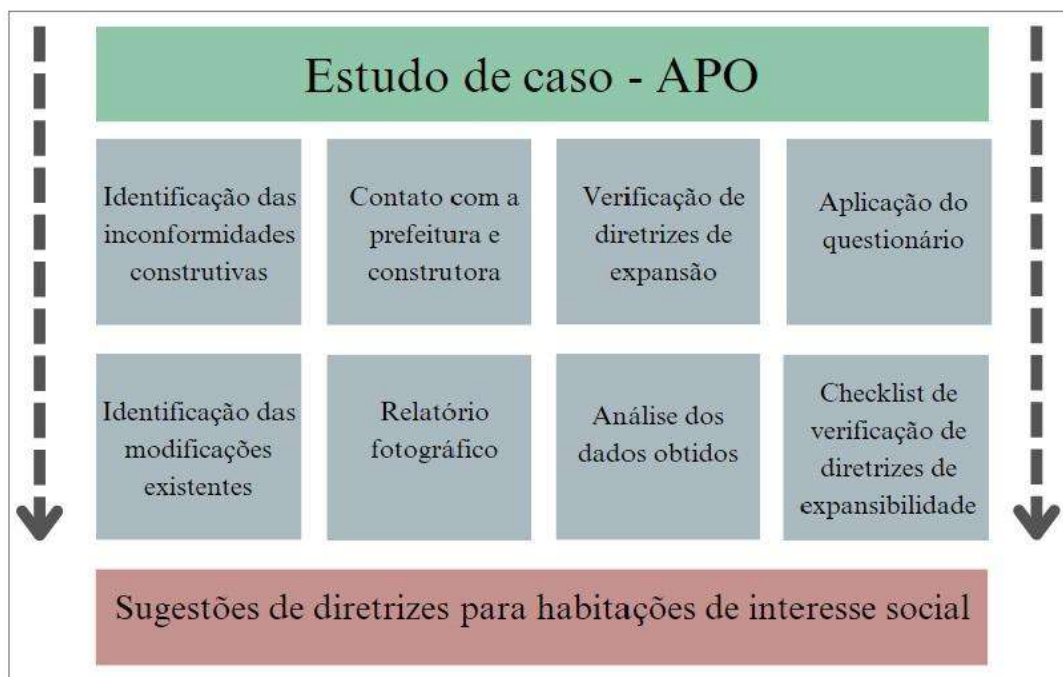 Estudo de caso - APO
Identificação das
inconformidades
construtivas
Contato com a
prefeitura e
construtora
Verificação de
diretrizes de
expansão
Aplicação do
questionário
Identificação das
modificações
existentes
Relatório
fotográfico
Análise dos
dados obtidos
Checklist de
verificação de
diretrizes de
expansibilidade
Sugestões de diretrizes para habitações de interesse social